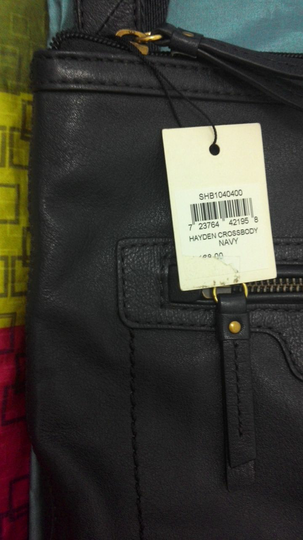 SHB1040400
7 23764 42195 8
HAYDEN CROSSBODY
NAVY